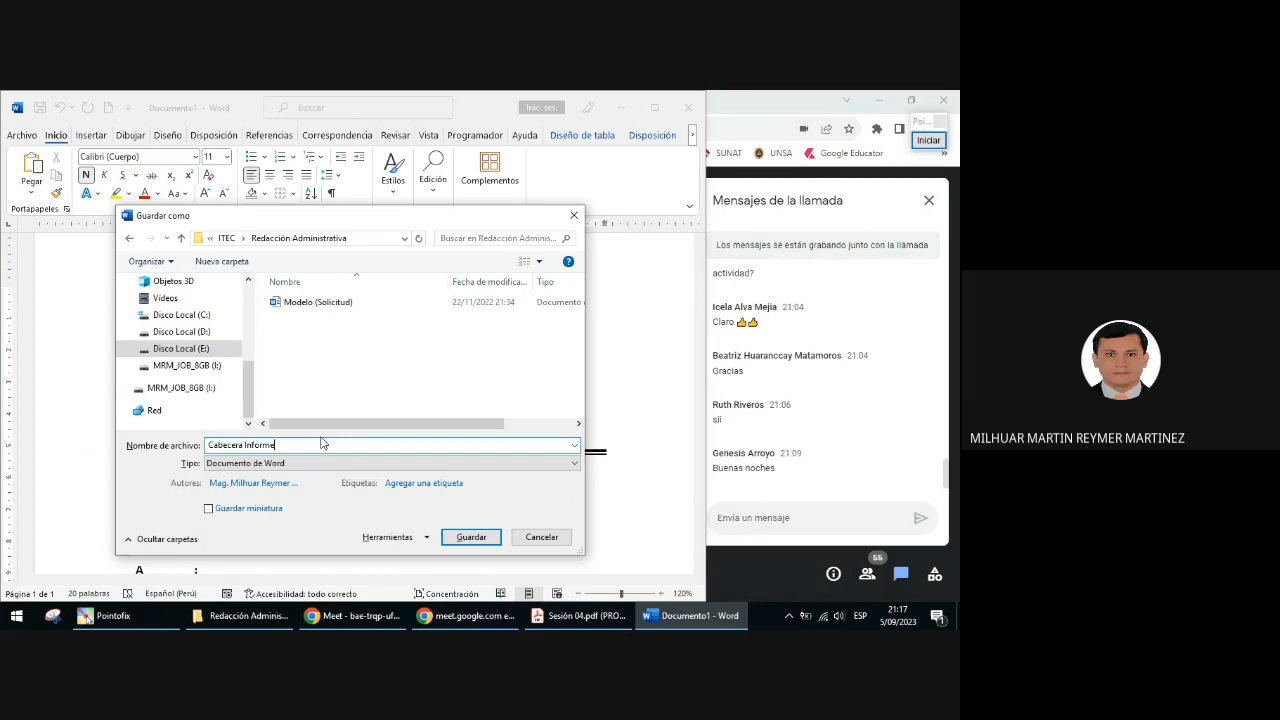 Documento1 - Word
Buscar
Inic. ses.
Archivo Inicio Insertar Dibujar Diseño Disposición Referencias Correspondencia Revisar Vista Programador Ayuda Diseño de tabla Disposición
Calibri (Cuerpo) 11
Pegar
N K S ab x₂ x²
A A Aa A A
Estilos
Edición
Complementos
Portapapeles
Guardar como
« ITEC > Redacción Administrativa
Buscar en Redacción Adminis...
Organizar
Nueva carpeta
Objetos 3D
Vídeos
Disco Local (C:)
Disco Local (D:)
Disco Local (E:)
MRM_JOB_8GB (I:)
MRM_JOB_8GB (I:)
Red
Nombre Fecha de modifica... Tipo
Modelo (Solicitud) 22/11/2022 21:34 Documento
Nombre de archivo: Cabecera Informe
Tipo: Documento de Word
Autores: Mag. Milhuar Reymer ... Etiquetas: Agregar una etiqueta
Guardar miniatura
Ocultar carpetas
Herramientas Guardar Cancelar
A :
Página 1 de 1 20 palabras Español (Perú) Accesibilidad: todo correcto Concentración 120%
Poi...
Iniciar
SUNAT UNSA Google Educator »
Mensajes de la llamada
Los mensajes se están grabando junto con la llamada
actividad?
Icela Alva Mejia 21:04
Claro 👍👍
Beatriz Huaranccay Matamoros 21:04
Gracias
Ruth Riveros 21:06
sii
Genesis Arroyo 21:09
Buenas noches
Envía un mensaje
55
MILHUAR MARTIN REYMER MARTINEZ
Pointofix
Redacción Adminis...
Meet - bae-trqp-uf...
meet.google.com e...
Sesión 04.pdf (PRO...
Documento1 - Word
ESP
21:17
5/09/2023
1